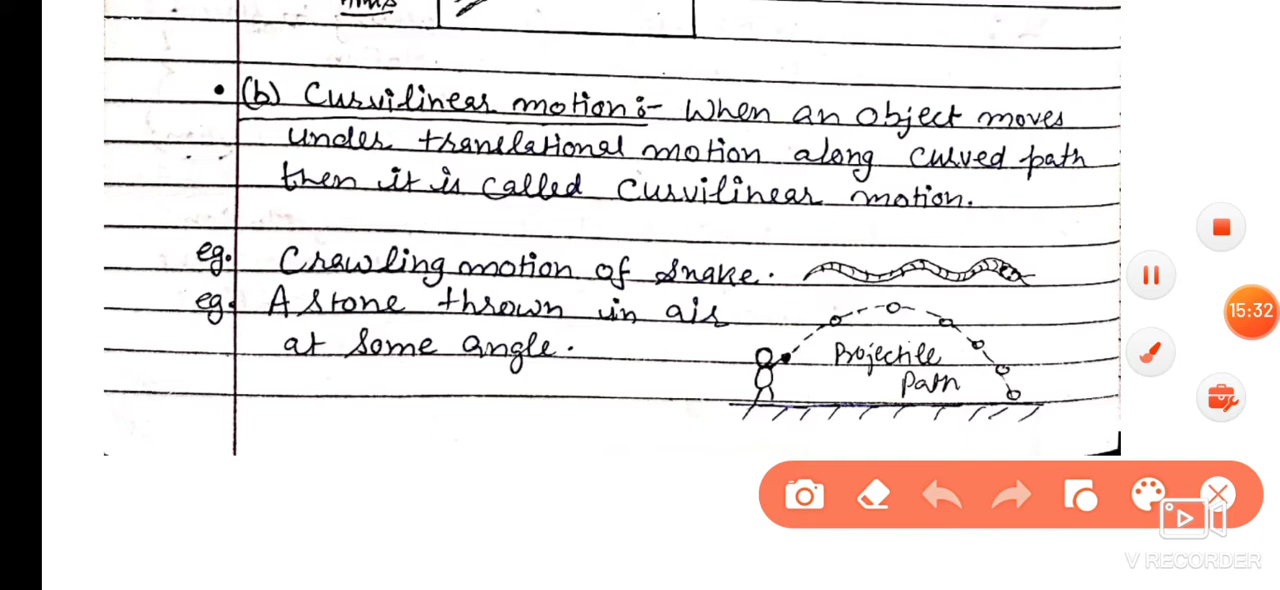 • (b) Curvilinear motion :- When an object moves
under translational motion along curved path
then it is called curvilinear motion.
eg. Crawling motion of snake.
eg. A stone thrown in air
at some angle.
Projectile
path
15:32
V RECORDER